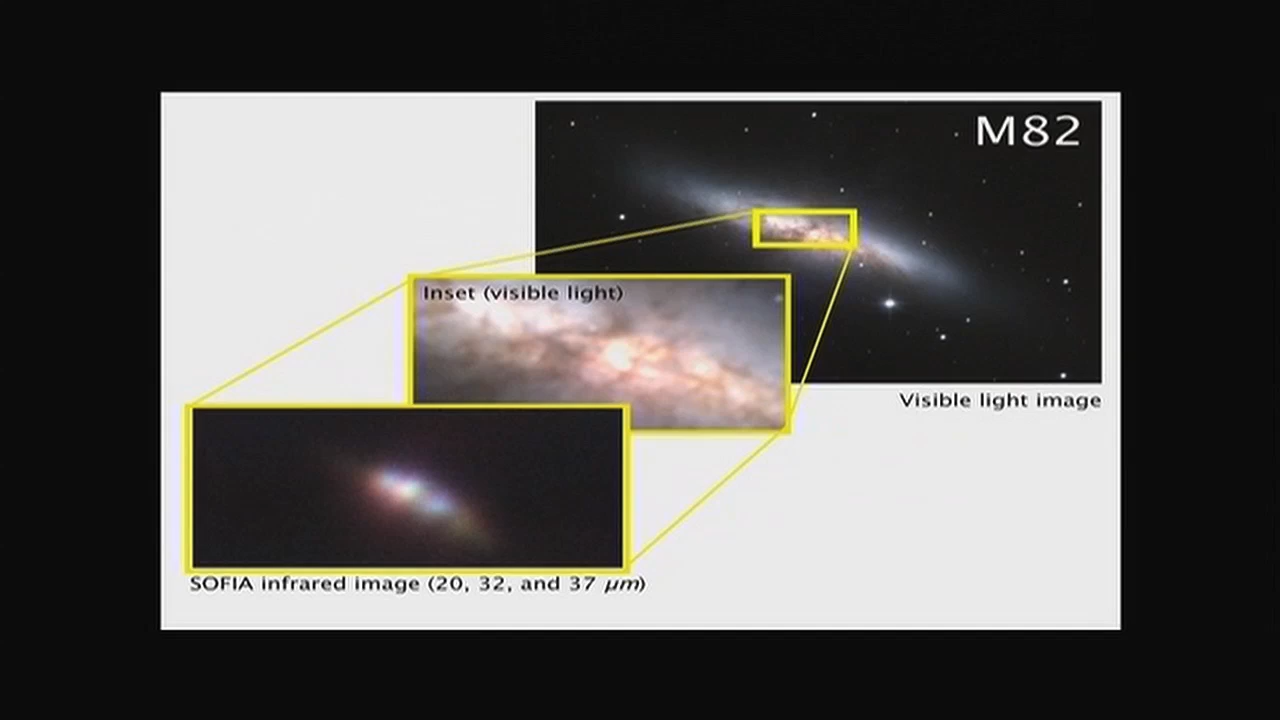 M82
Inset (visible light)
Visible light image
SOFIA infrared image (20, 32, and 37 μm)